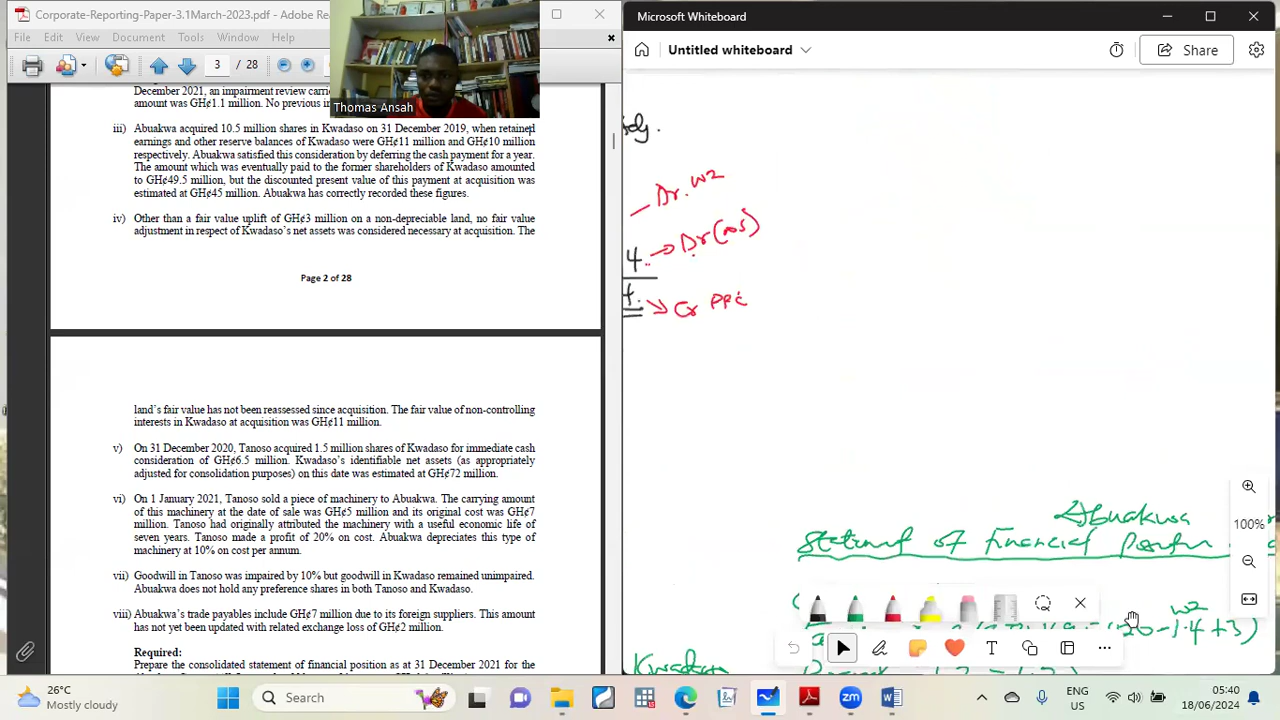 Corporate-Reporting-Paper-3.1March-2023.pdf - Adobe Rea
File Edit View Document Tools Window Help
3 / 28
December 2021, an impairment review carri
amount was GH¢1.1 million. No previous in
iii) Abuakwa acquired 10.5 million shares in Kwadaso on 31 December 2019, when retained
earnings and other reserve balances of Kwadaso were GH¢11 million and GH¢10 million
respectively. Abuakwa satisfied this consideration by deferring the cash payment for a year.
The amount which was eventually paid to the former shareholders of Kwadaso amounted
to GH¢49.5 million, but the discounted present value of this payment at acquisition was
estimated at GH¢45 million. Abuakwa has correctly recorded these figures.
iv) Other than a fair value uplift of GH¢3 million on a non-depreciable land, no fair value
adjustment in respect of Kwadaso's net assets was considered necessary at acquisition. The
Page 2 of 28
land's fair value has not been reassessed since acquisition. The fair value of non-controlling
interests in Kwadaso at acquisition was GH¢11 million.
v) On 31 December 2020, Tanoso acquired 1.5 million shares of Kwadaso for immediate cash
consideration of GH¢6.5 million. Kwadaso's identifiable net assets (as appropriately
adjusted for consolidation purposes) on this date was estimated at GH¢72 million.
vi) On 1 January 2021, Tanoso sold a piece of machinery to Abuakwa. The carrying amount
of this machinery at the date of sale was GH¢5 million and its original cost was GH¢7
million. Tanoso had originally attributed the machinery with a useful economic life of
seven years. Tanoso made a profit of 20% on cost. Abuakwa depreciates this type of
machinery at 10% on cost per annum.
vii) Goodwill in Tanoso was impaired by 10% but goodwill in Kwadaso remained unimpaired.
Abuakwa does not hold any preference shares in both Tanoso and Kwadaso.
viii) Abuakwa's trade payables include GH¢7 million due to its foreign suppliers. This amount
has not yet been updated with related exchange loss of GH¢2 million.
Required:
Prepare the consolidated statement of financial position as at 31 December 2021 for the
Thomas Ansah
Microsoft Whiteboard
Untitled whiteboard
Share
Dr. W2
4 → Dr (cos)
Cr PPE
Abuakwa
Statement of Financial
W2
20 - 1.4 + 3)
Kwadaso
100%
26°C
Mostly cloudy
Search
ENG
US
05:40
18/06/2024